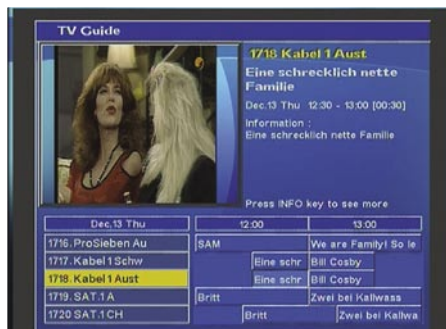 TV Guide
1718 Kabel 1 Aust
Eine schrecklich nette
Familie
Dec.13 Thu 12:30 - 13:00 [00:30]
Information :
Eine schrecklich nette Familie
Press INFO key to see more
Dec,13 Thu 12:00 13:00
1716. ProSieben Au SAM We are Family! So le
1717. Kabel 1 Schw Eine schr Bill Cosby
1718. Kabel 1 Aust Eine schr Bill Cosby
1719. SAT.1 A Britt Zwei bei Kallwass
1720 SAT.1 CH Britt Zwei bei Kallwa